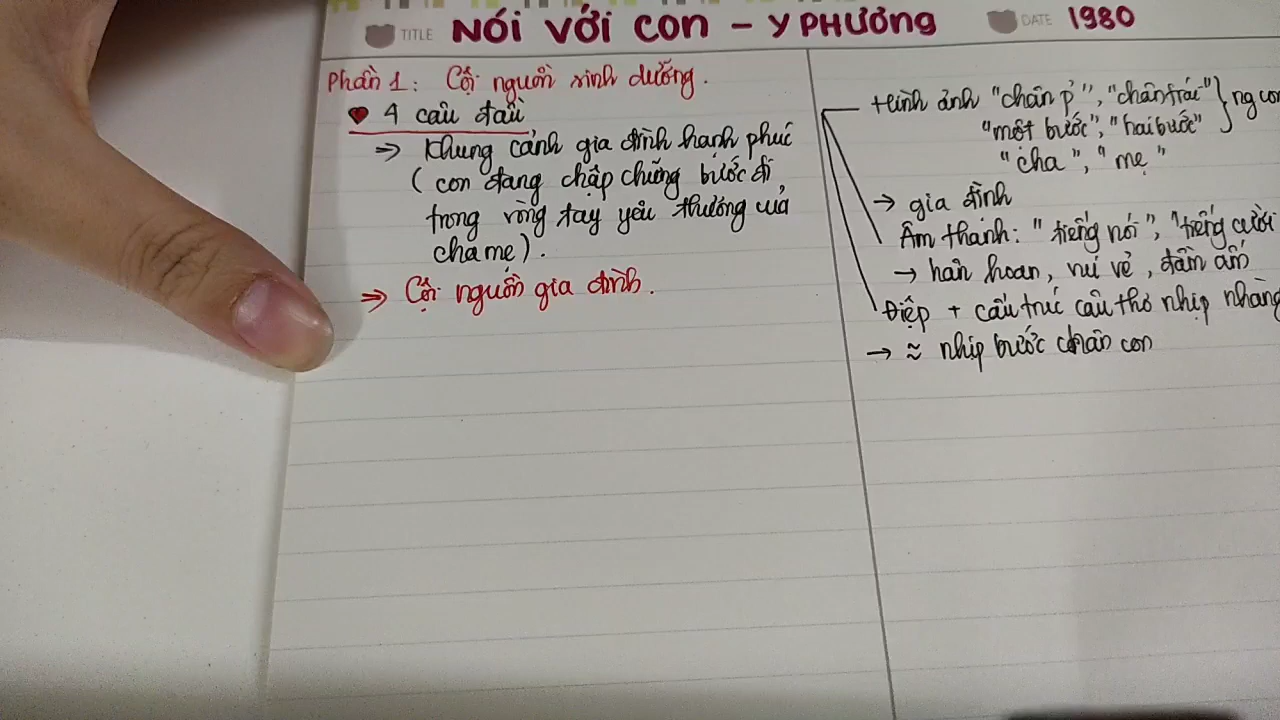 TITLE NÓI VỚI CON - Y PHƯƠNG DATE 1980
Phần 1: Cội nguồn sinh dưỡng.
4 câu đầu
⇒ Khung cảnh gia đình hạnh phúc
(con đang chập chững bước đi
trong vòng tay yêu thương của
cha mẹ).
⇒ Cội nguồn gia đình.
Hình ảnh "chân p'", "chân trái"
"một bước", "hai bước"
"cha", "mẹ"
→ gia đình
Âm thanh: "tiếng nói", "tiếng cười
→ hân hoan, vui vẻ, đầm ấm
Điệp + cấu trúc câu thơ nhịp nhàng
→ ≈ nhịp bước chân con